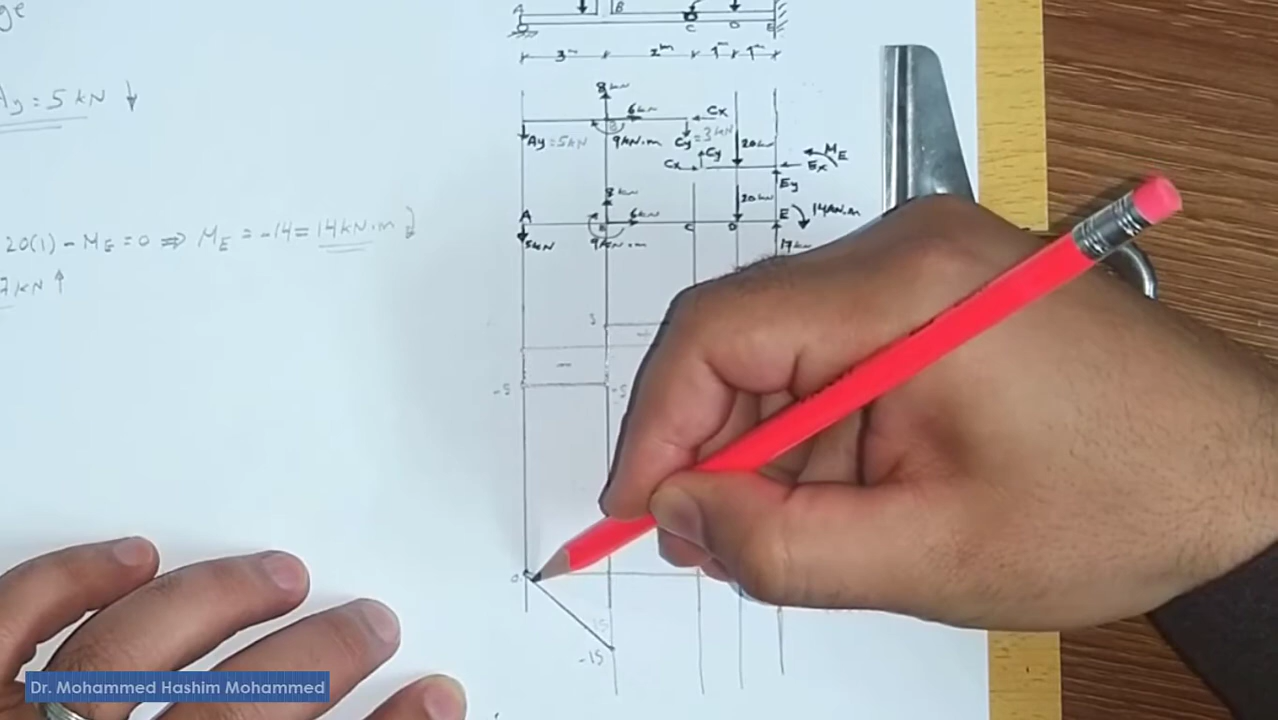 ge
Ay = 5 kN ↓
20(1) - ME = 0 ⇒ ME = -14 = 14 kN.m
7 kN ↑
A
B
C
D
E
3m
2m
1m
1m
8 kN
6 kN
Cx
Ay = 5 kN
9 kN.m
Cy = 3 kN
20 kN
Cy
Cx
Ex
ME
Ey
8 kN
6 kN
20 kN
14 kN.m
A
B
C
D
E
5 kN
9 kN.m
17 kN
3
+
-
-5
-5
0
15
-15
Dr. Mohammed Hashim Mohammed